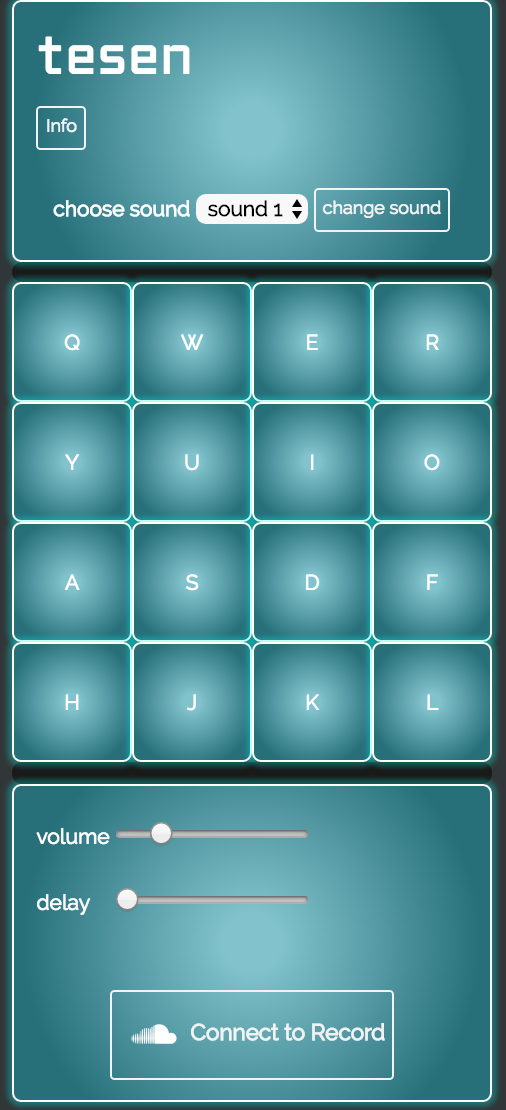 tesen
Info
choose sound sound 1 change sound
Q W E R
Y U I O
A S D F
H J K L
volume
delay
Connect to Record